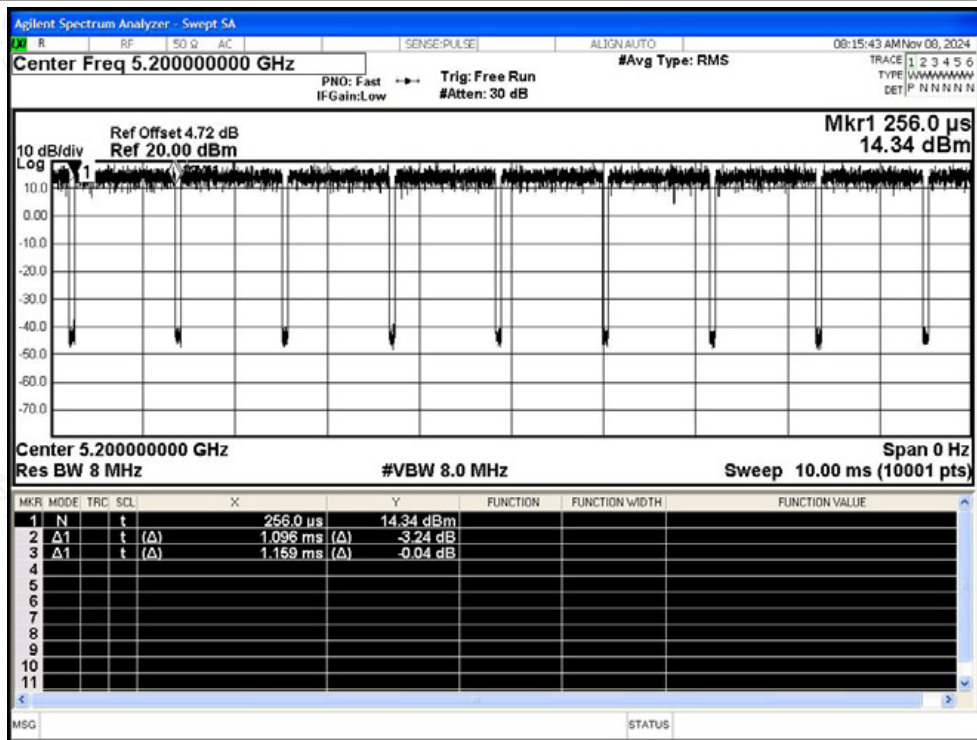 Agilent Spectrum Analyzer - Swept SA
R RF 50 Ω AC SENSE:PULSE ALIGNAUTO 08:15:43 AM Nov 08, 2024
Center Freq 5.200000000 GHz #Avg Type: RMS TRACE 1 2 3 4 5 6
PNO: Fast Trig: Free Run TYPE WWWWWW
IFGain:Low #Atten: 30 dB DET P N N N N N
Mkr1 256.0 µs
Ref Offset 4.72 dB
10 dB/div Ref 20.00 dBm 14.34 dBm
Log
1
10.0
0.00
-10.0
-20.0
-30.0
-40.0
-50.0
-60.0
-70.0
Center 5.200000000 GHz Span 0 Hz
Res BW 8 MHz #VBW 8.0 MHz Sweep 10.00 ms (10001 pts)
MKR MODE TRC SCL X Y FUNCTION FUNCTION WIDTH FUNCTION VALUE
1 N t 256.0 µs 14.34 dBm
2 Δ1 t (Δ) 1.096 ms (Δ) -3.24 dB
3 Δ1 t (Δ) 1.159 ms (Δ) -0.04 dB
4
5
6
7
8
9
10
11
MSG STATUS